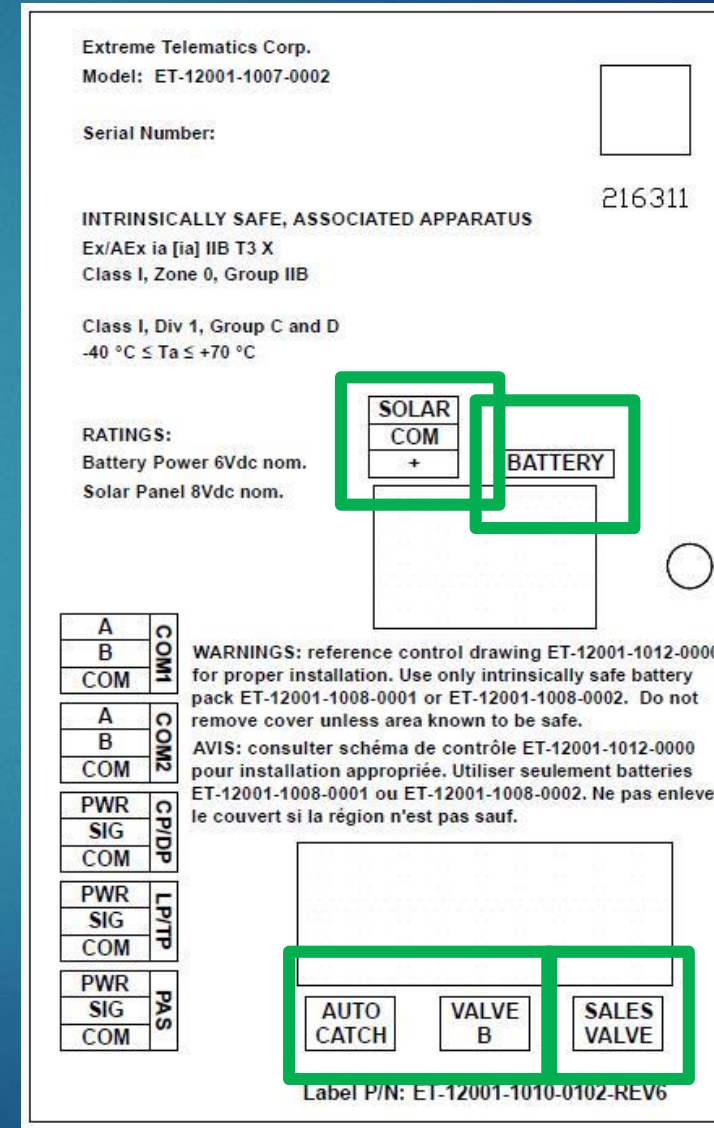 Extreme Telematics Corp.
Model: ET-12001-1007-0002
Serial Number:
216311
INTRINSICALLY SAFE, ASSOCIATED APPARATUS
Ex/AEx ia [ia] IIB T3 X
Class I, Zone 0, Group IIB
Class I, Div 1, Group C and D
-40 °C ≤ Ta ≤ +70 °C
RATINGS:
Battery Power 6Vdc nom.
Solar Panel 8Vdc nom.
SOLAR
COM
+
BATTERY
A
B
COM
COM1
A
B
COM
COM2
PWR
SIG
COM
CP/DP
PWR
SIG
COM
LP/TP
PWR
SIG
COM
PAS
WARNINGS: reference control drawing ET-12001-1012-0000
for proper installation. Use only intrinsically safe battery
pack ET-12001-1008-0001 or ET-12001-1008-0002. Do not
remove cover unless area known to be safe.
AVIS: consulter schéma de contrôle ET-12001-1012-0000
pour installation appropriée. Utiliser seulement batteries
ET-12001-1008-0001 ou ET-12001-1008-0002. Ne pas enleve
le couvert si la région n'est pas sauf.
AUTO
CATCH
VALVE
B
SALES
VALVE
Label P/N: ET-12001-1010-0102-REV6